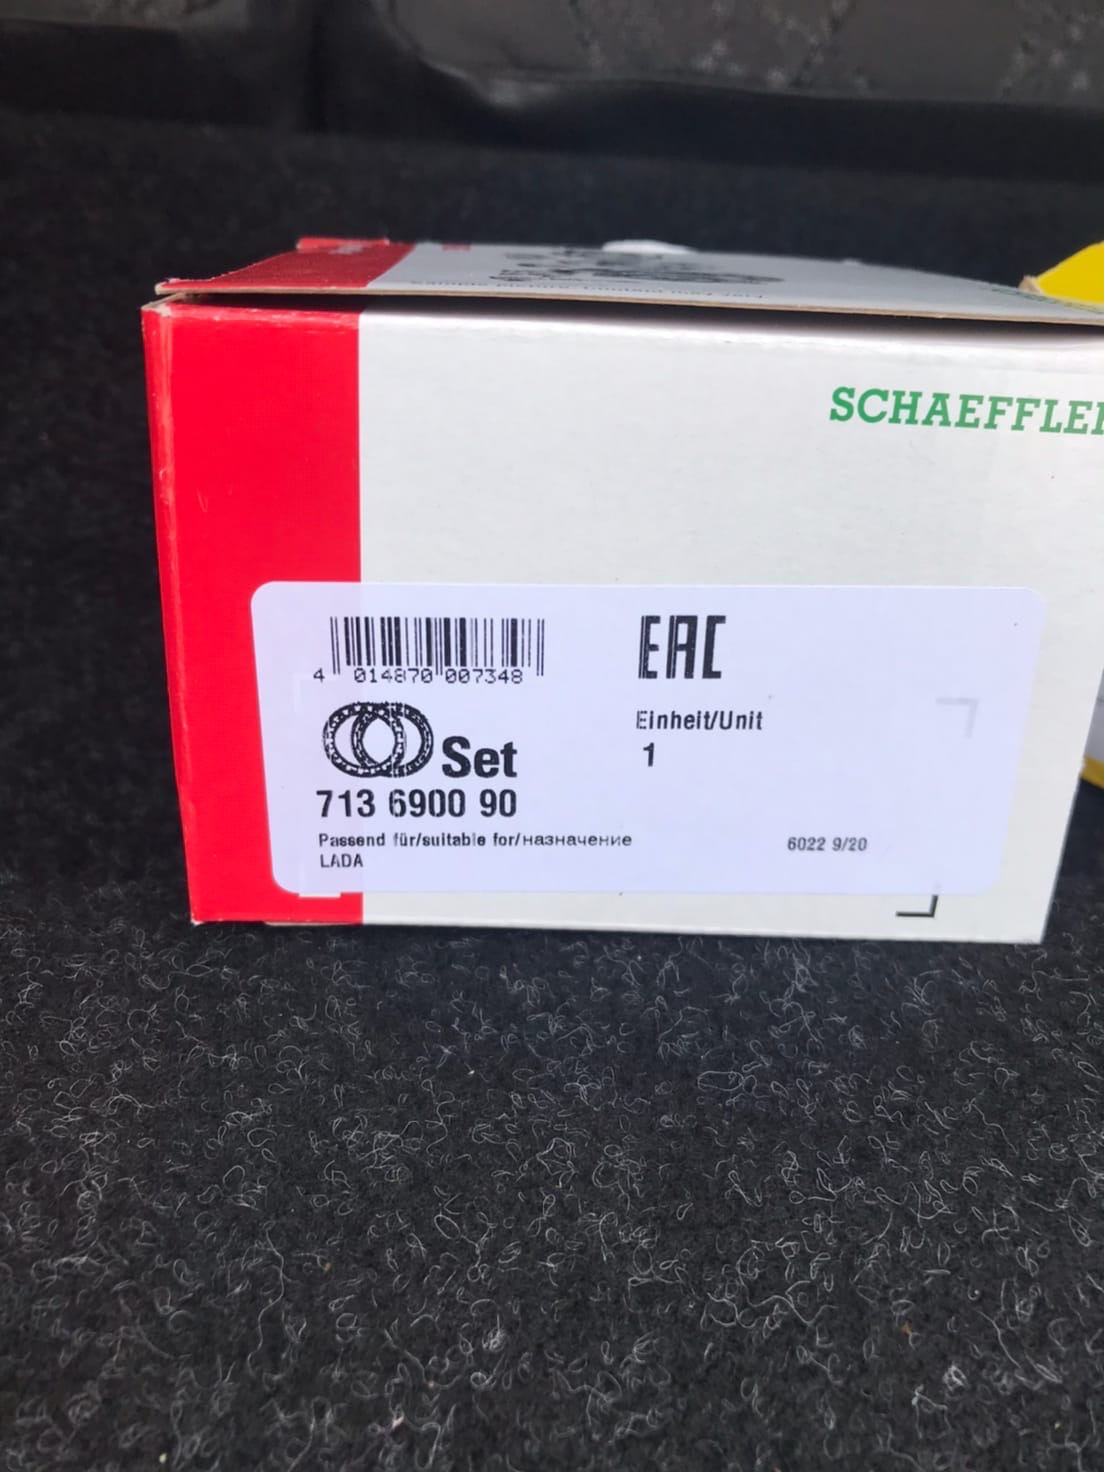 SCHAEFFLER
4 014870 007348
EAC
Einheit/Unit
1
Set
713 6900 90
Passend für/suitable for/назначение
LADA
6022 9/20